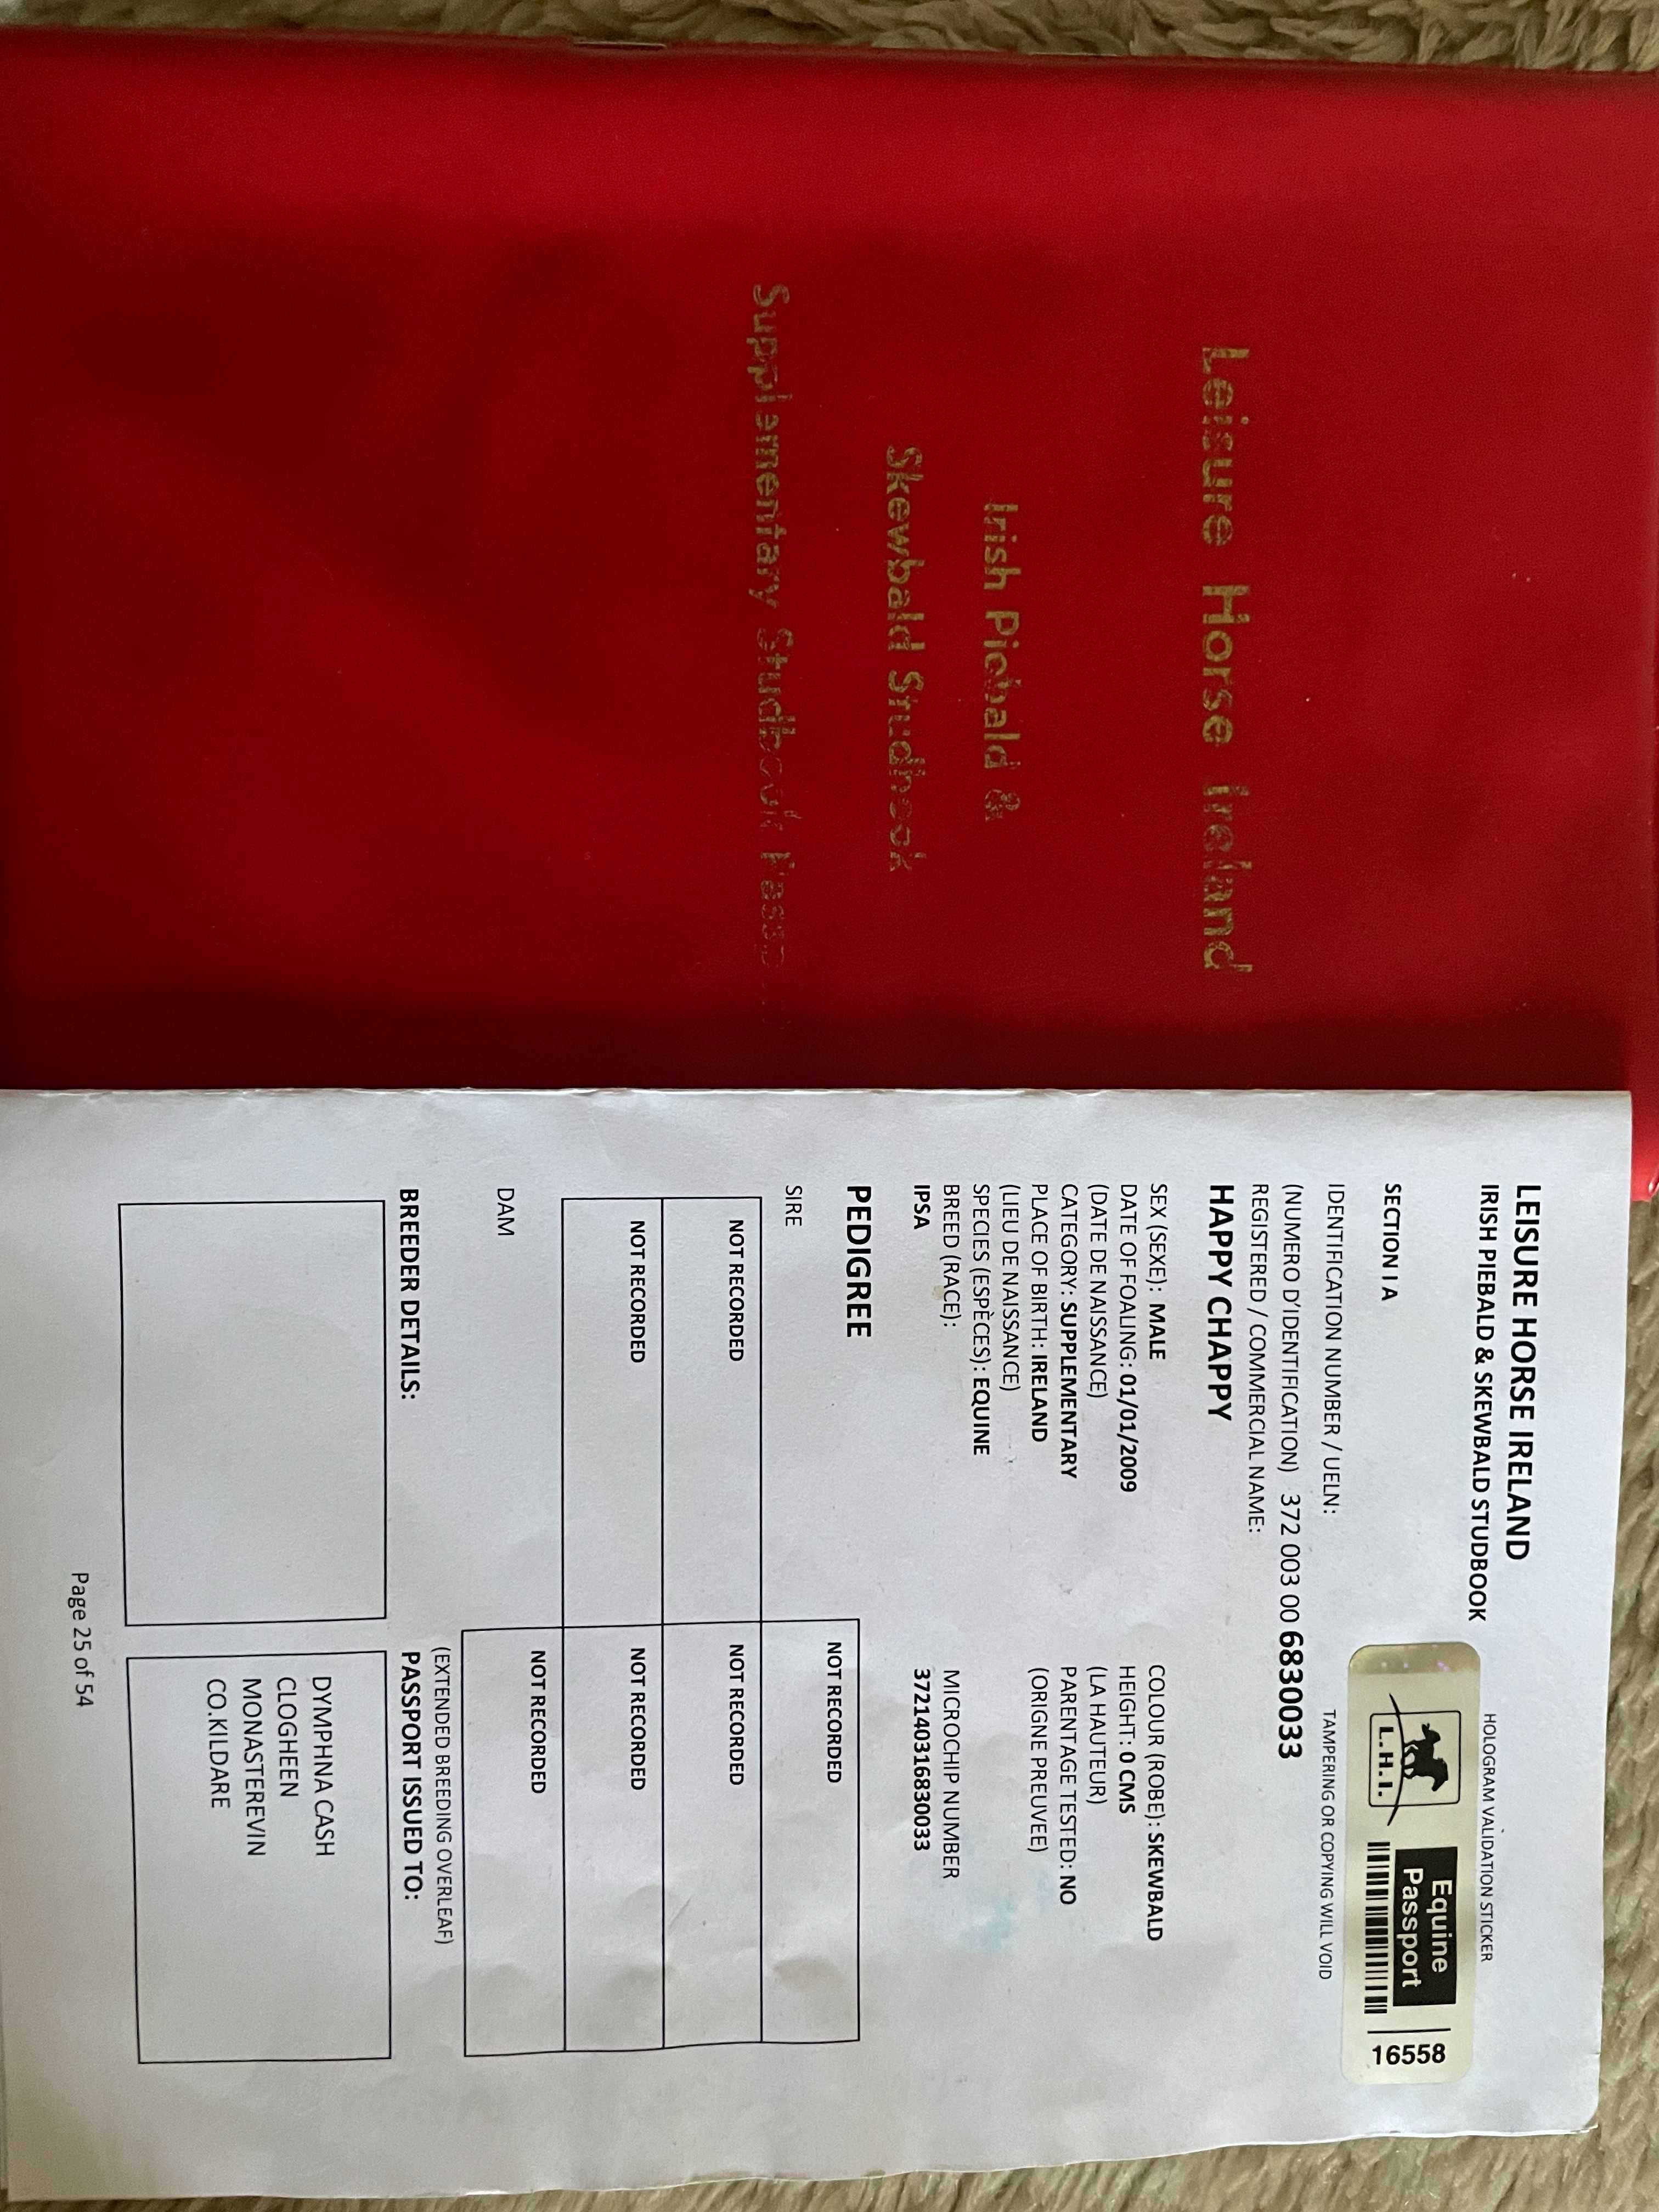 Leisure Horse Ireland
Irish Piebald &
Skewbald Studbook
Supplementary Studbook
LEISURE HORSE IRELAND
IRISH PIEBALD & SKEWBALD STUDBOOK
HOLOGRAM VALIDATION STICKER
L.H.I.
Equine
Passport
16558
TAMPERING OR COPYING WILL VOID
SECTION I A
IDENTIFICATION NUMBER / UELN:
(NUMERO D'IDENTIFICATION) 372 003 00 6830033
REGISTERED / COMMERCIAL NAME:
HAPPY CHAPPY
SEX (SEXE): MALE
DATE OF FOALING: 01/01/2009
(DATE DE NAISSANCE)
CATEGORY: SUPPLEMENTARY
PLACE OF BIRTH: IRELAND
(LIEU DE NAISSANCE)
SPECIES (ESPÈCES): EQUINE
BREED (RACE):
IPSA
COLOUR (ROBE): SKEWBALD
HEIGHT: 0 CMS
(LA HAUTEUR)
PARENTAGE TESTED: NO
(ORIGNE PREUVEE)
MICROCHIP NUMBER
372140316830033
PEDIGREE
SIRE
NOT RECORDED
NOT RECORDED
NOT RECORDED
NOT RECORDED
NOT RECORDED
NOT RECORDED
DAM
(EXTENDED BREEDING OVERLEAF)
BREEDER DETAILS:
PASSPORT ISSUED TO:
DYMPHNA CASH
CLOGHEEN
MONASTEREVIN
CO.KILDARE
Page 25 of 54